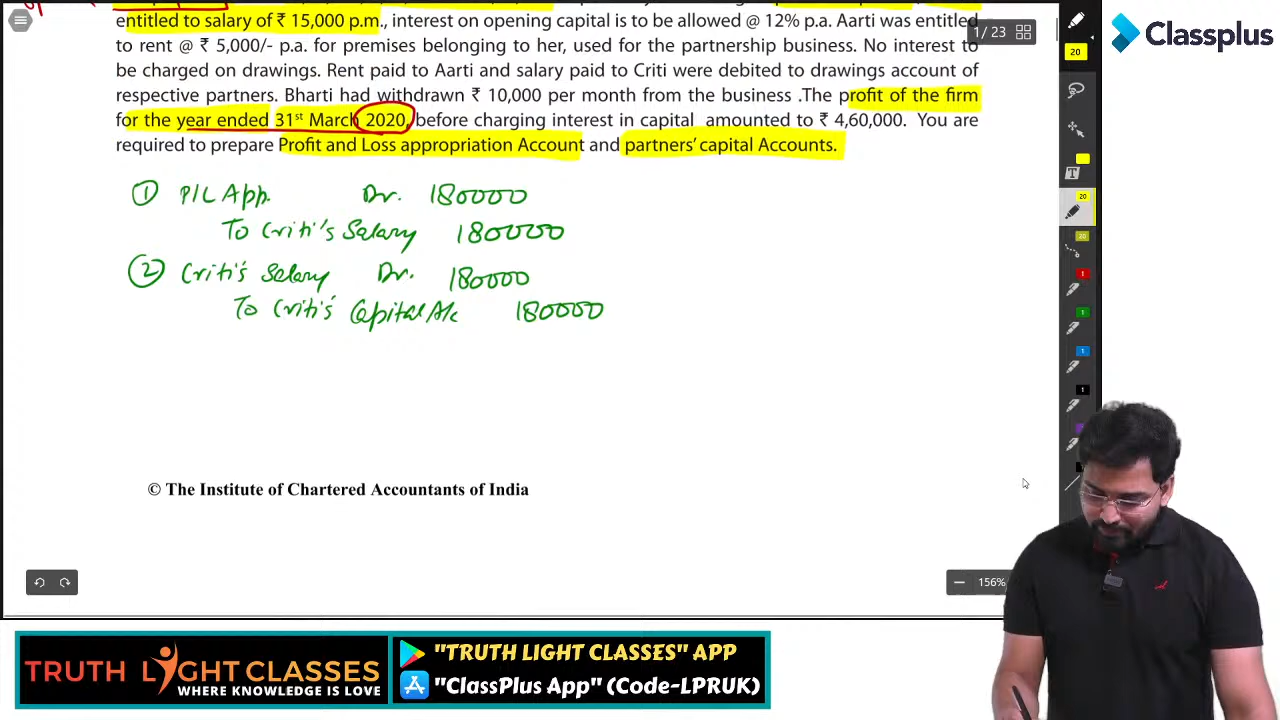 entitled to salary of ₹ 15,000 p.m., interest on opening capital is to be allowed @ 12% p.a. Aarti was entitled
to rent @ ₹ 5,000/- p.a. for premises belonging to her, used for the partnership business. No interest to
be charged on drawings. Rent paid to Aarti and salary paid to Criti were debited to drawings account of
respective partners. Bharti had withdrawn ₹ 10,000 per month from the business .The profit of the firm
for the year ended 31st March 2020, before charging interest in capital amounted to ₹ 4,60,000. You are
required to prepare Profit and Loss appropriation Account and partners' capital Accounts.
① P/L App. Dr. 180000
To Criti's Salary 180000
② Criti's Salary Dr. 180000
To Criti's Capital A/c 180000
© The Institute of Chartered Accountants of India
1/23
Classplus
20
T
20
20
1
1
1
1
156%
TRUTH LIGHT CLASSES
WHERE KNOWLEDGE IS LOVE
"TRUTH LIGHT CLASSES" APP
"ClassPlus App" (Code-LPRUK)